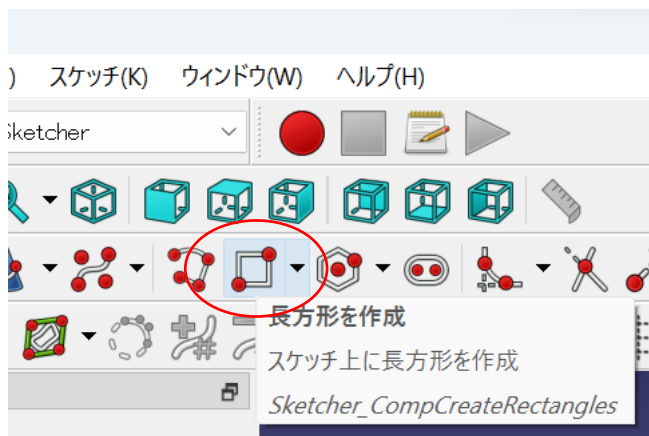 ) スケッチ(K) ウィンドウ(W) ヘルプ(H)
Sketcher
長方形を作成
スケッチ上に長方形を作成
Sketcher_CompCreateRectangles